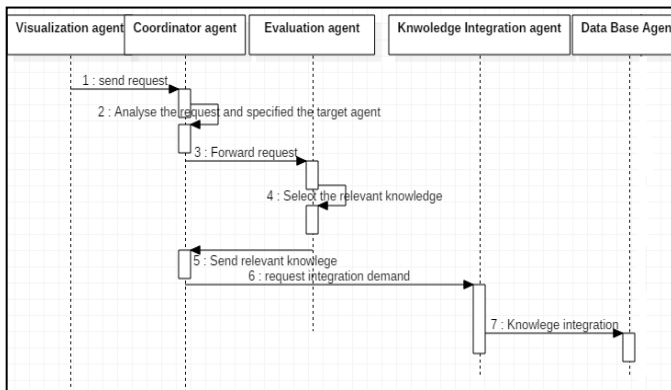 Visualization agent
Coordinator agent
Evaluation agent
Knwoledge Integration agent
Data Base Agen
1 : send request
2 : Analyse the request and specified the target agent
3 : Forward request
4 : Select the relevant knowledge
5 : Send relevant knowlege
6 : request integration demand
7 : Knowlege integration